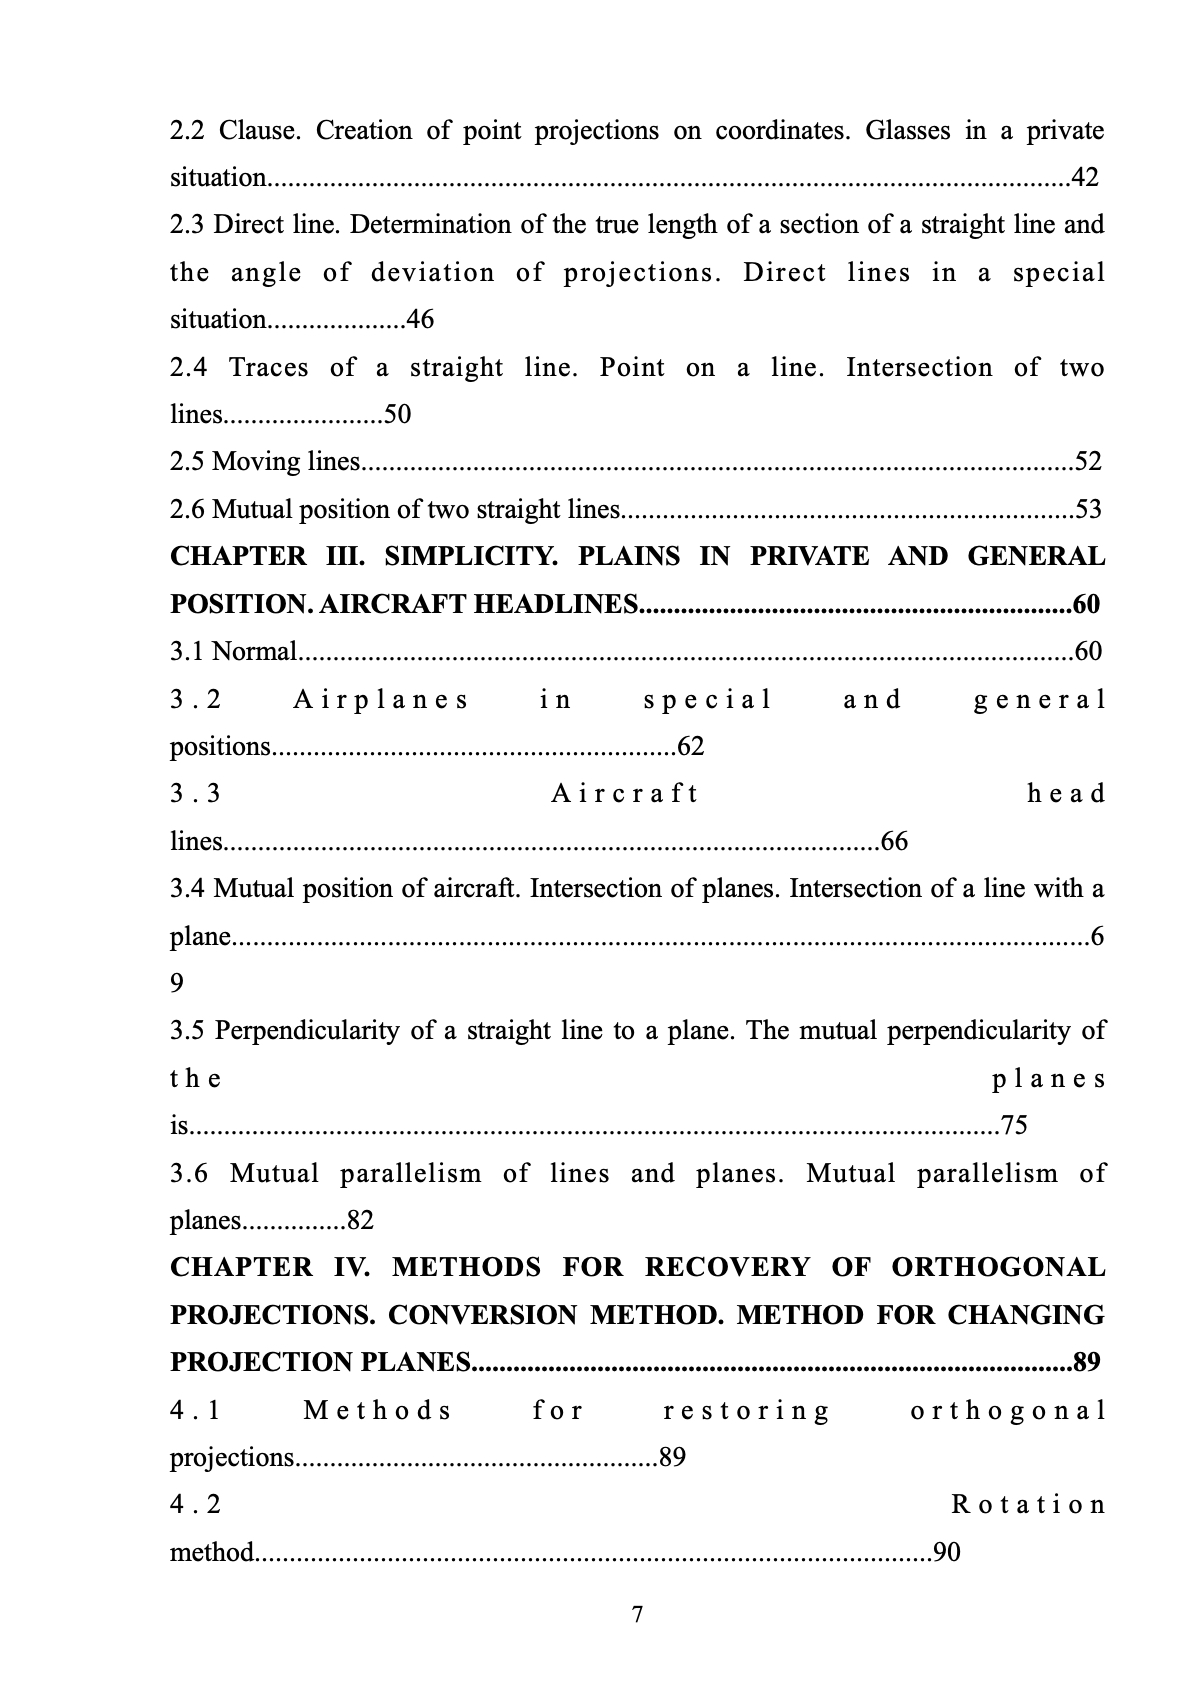 2.2 Clause. Creation of point projections on coordinates. Glasses in a private
situation....................................................................................................................42
2.3 Direct line. Determination of the true length of a section of a straight line and
the angle of deviation of projections. Direct lines in a special
situation....................46
2.4 Traces of a straight line. Point on a line. Intersection of two
lines.......................50
2.5 Moving lines......................................................................................................52
2.6 Mutual position of two straight lines.................................................................53
CHAPTER III. SIMPLICITY. PLAINS IN PRIVATE AND GENERAL
POSITION. AIRCRAFT HEADLINES..............................................................60
3.1 Normal...............................................................................................................60
3.2 Airplanes in special and general
positions..........................................................62
3.3 Aircraft head
lines..............................................................................................66
3.4 Mutual position of aircraft. Intersection of planes. Intersection of a line with a
plane..........................................................................................................................6
9
3.5 Perpendicularity of a straight line to a plane. The mutual perpendicularity of
the planes
is....................................................................................................................75
3.6 Mutual parallelism of lines and planes. Mutual parallelism of
planes...............82
CHAPTER IV. METHODS FOR RECOVERY OF ORTHOGONAL
PROJECTIONS. CONVERSION METHOD. METHOD FOR CHANGING
PROJECTION PLANES......................................................................................89
4.1 Methods for restoring orthogonal
projections....................................................89
4.2 Rotation
method.................................................................................................90
7